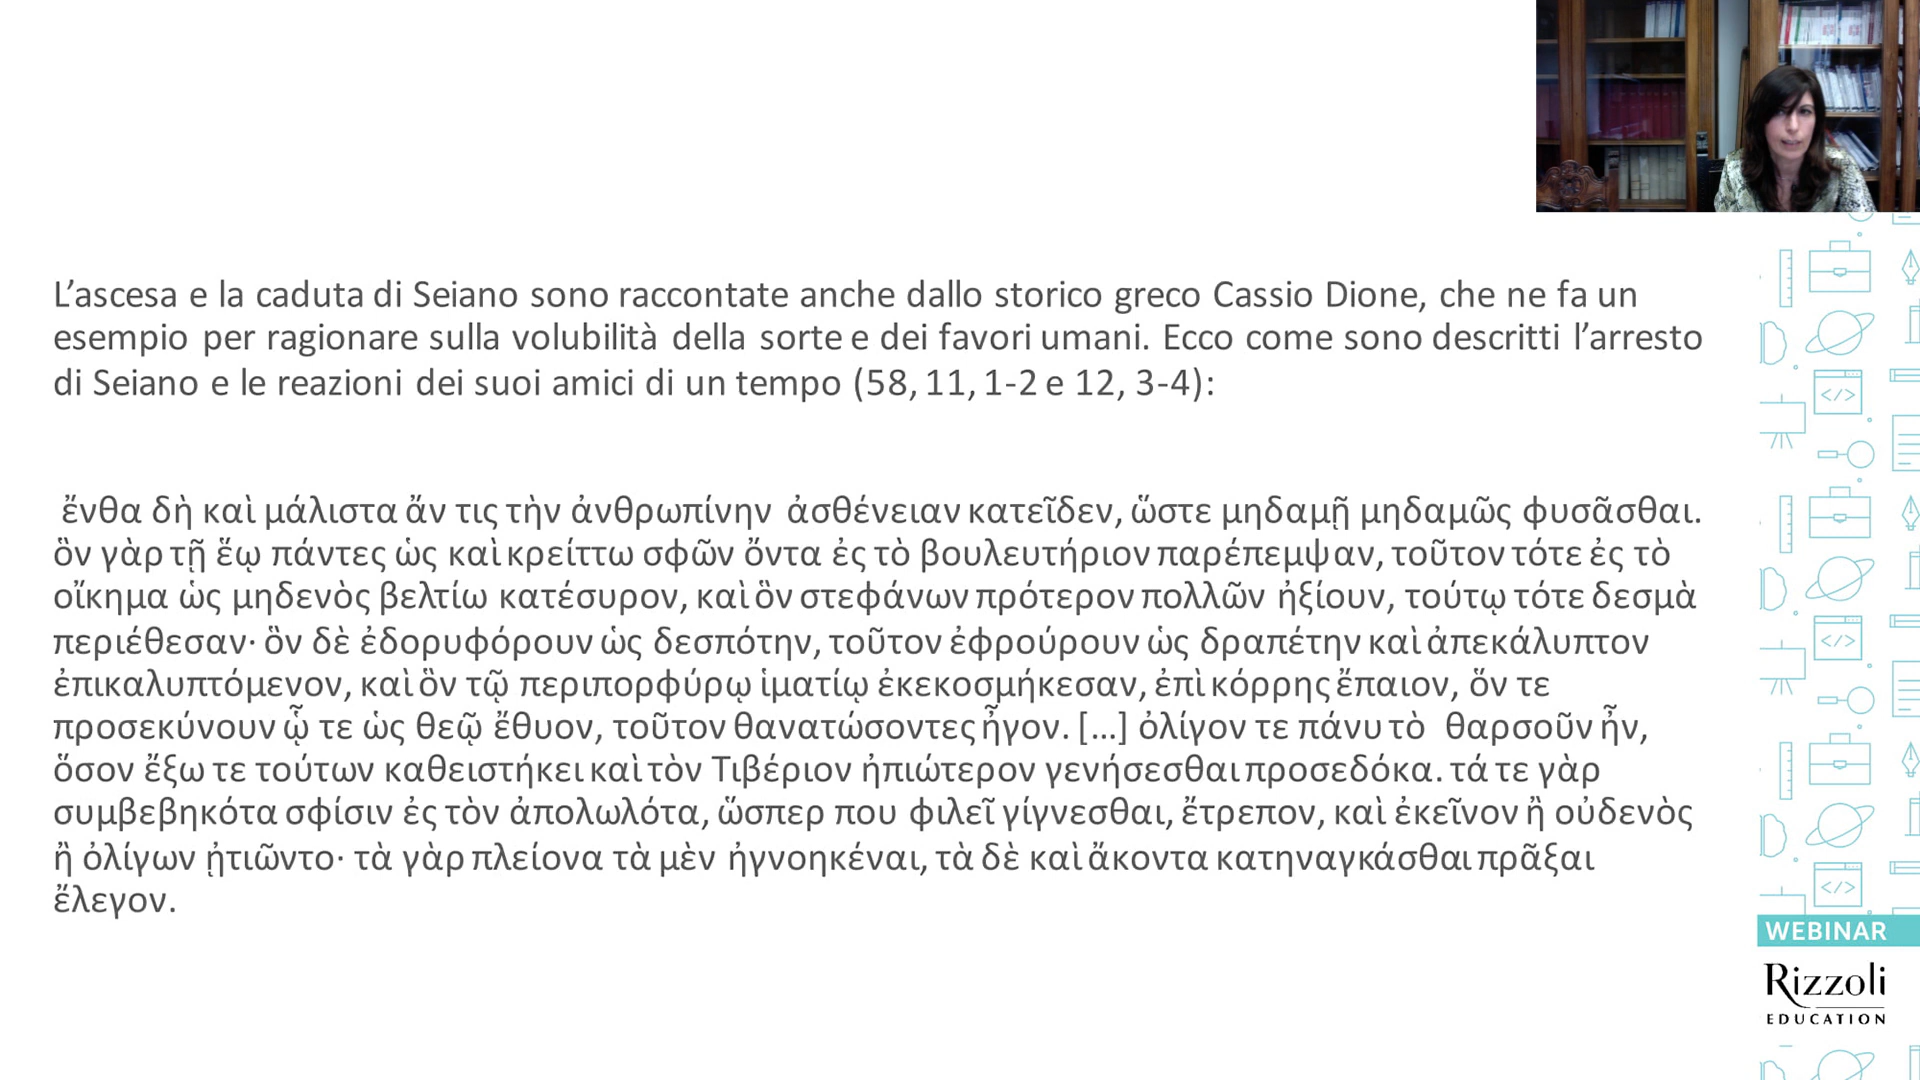 L’ascesa e la caduta di Seiano sono raccontate anche dallo storico greco Cassio Dione, che ne fa un
esempio per ragionare sulla volubilità della sorte e dei favori umani. Ecco come sono descritti l’arresto
di Seiano e le reazioni dei suoi amici di un tempo (58, 11, 1-2 e 12, 3-4):
ἔνθα δὴ καὶ μάλιστα ἄν τις τὴν ἀνθρωπίνην ἀσθένειαν κατεῖδεν, ὥστε μηδαμῇ μηδαμῶς φυσᾶσθαι.
ὃν γὰρ τῇ ἕῳ πάντες ὡς καὶ κρείττω σφῶν ὄντα ἐς τὸ βουλευτήριον παρέπεμψαν, τοῦτον τότε ἐς τὸ
οἴκημα ὡς μηδενὸς βελτίω κατέσυρον, καὶ ὃν στεφάνων πρότερον πολλῶν ἠξίουν, τούτῳ τότε δεσμὰ
περιέθεσαν· ὃν δὲ ἐδορυφόρουν ὡς δεσπότην, τοῦτον ἐφρούρουν ὡς δραπέτην καὶ ἀπεκάλυπτον
ἐπικαλυπτόμενον, καὶ ὃν τῷ περιπορφύρῳ ἱματίῳ ἐκεκοσμήκεσαν, ἐπὶ κόρρης ἔπαιον, ὅν τε
προσεκύνουν ᾧ τε ὡς θεῷ ἔθυον, τοῦτον θανατώσοντες ἦγον. [...] ὀλίγον τε πάνυ τὸ θαρσοῦν ἦν,
ὅσον ἔξω τε τούτων καθειστήκει καὶ τὸν Τιβέριον ἠπιώτερον γενήσεσθαι προσεδόκα. τά τε γὰρ
συμβεβηκότα σφίσιν ἐς τὸν ἀπολωλότα, ὥσπερ που φιλεῖ γίγνεσθαι, ἔτρεπον, καὶ ἐκεῖνον ἢ οὐδενὸς
ἢ ὀλίγων ᾐτιῶντο· τὰ γὰρ πλείονα τὰ μὲν ἠγνοηκέναι, τὰ δὲ καὶ ἄκοντα κατηναγκάσθαι πρᾶξαι
ἔλεγον.
WEBINAR
Rizzoli
EDUCATION